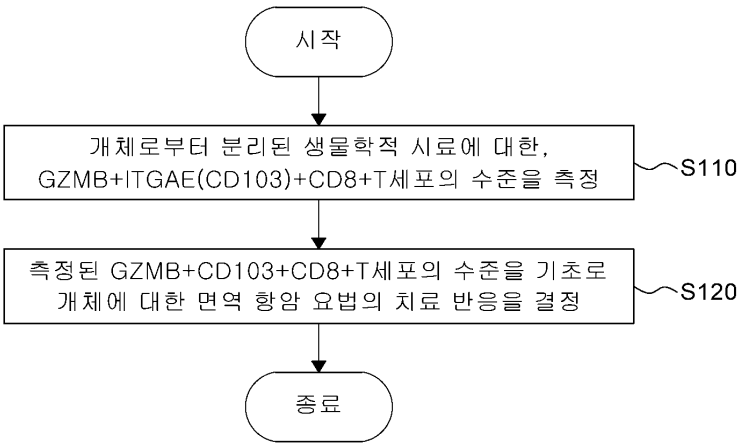 시작
개체로부터 분리된 생물학적 시료에 대한,
GZMB+ITGAE(CD103)+CD8+T세포의 수준을 측정
S110
측정된 GZMB+CD103+CD8+T세포의 수준을 기초로
개체에 대한 면역 항암 요법의 치료 반응을 결정
S120
종료